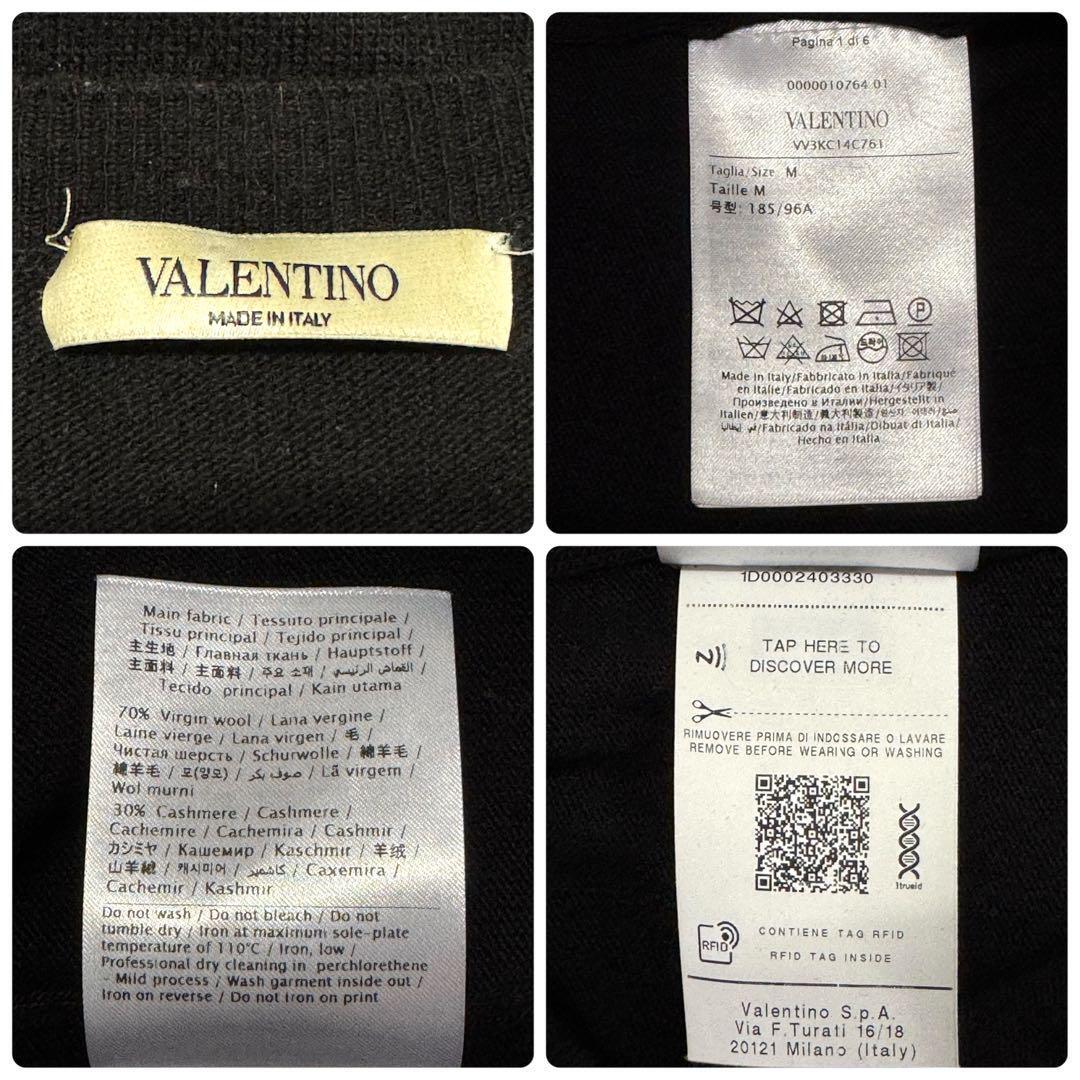 VALENTINO
MADE IN ITALY
Pagina 1 di 6
0000010764 01
VALENTINO
VV3KC14C761
Taglia/Size M
Taille M
号型: 185/96A
Made in Italy/Fabbricato in Italia/Fabriqué
en Italie/Fabricado en Italia/イタリア製/
Произведено в Италии/Hergestellt in
Italien/意大利制造/義大利製造/원산지: 이태리/صنع
في إيطاليا/Fabricado na Itália/Dibuat di Italia/
Hecho en Italia
Main fabric / Tessuto principale /
Tissu principal / Tejido principal /
主生地 / Главная ткань / Hauptstoff /
主面料 / 主面料 / 주요 소재 / القماش الرئيسي /
Tecido principal / Kain utama
70% Virgin wool / Lana vergine /
Laine vierge / Lana virgen / 毛 /
Чистая шерсть / Schurwolle / 綿羊毛 /
綿羊毛 / 모(양모) / صوف بكر / Lã virgem /
Wol murni
30% Cashmere / Cashmere /
Cachemire / Cachemira / Cashmir /
カシミヤ / Кашемир / Kaschmir / 羊绒 /
山羊絨 / 캐시미어 / كاشمير / Caxemira /
Cachemir / Kashmir
Do not wash / Do not bleach / Do not
tumble dry / Iron at maximum sole-plate
temperature of 110°C / Iron, low /
Professional dry cleaning in perchlorethene
- Mild process / Wash garment inside out /
Iron on reverse / Do not iron on print
1D0002403330
TAP HERE TO
DISCOVER MORE
RIMUOVERE PRIMA DI INDOSSARE O LAVARE
REMOVE BEFORE WEARING OR WASHING
1trueid
RFID
CONTIENE TAG RFID
RFID TAG INSIDE
Valentino S.p.A.
Via F.Turati 16/18
20121 Milano (Italy)